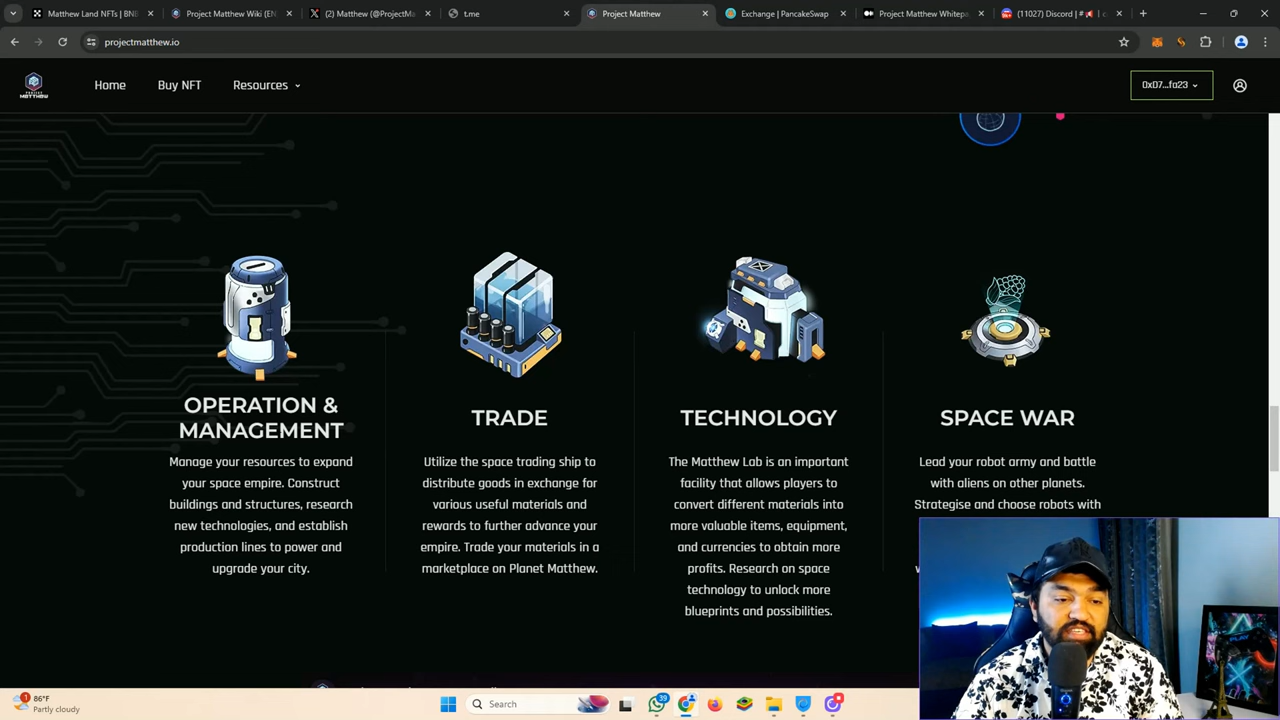 Matthew Land NFTs | BNB
Project Matthew Wiki (EN
(2) Matthew (@ProjectMa
t.me
Project Matthew
Exchange | PancakeSwap
Project Matthew Whitepa
(11027) Discord | #
projectmatthew.io
PROJECT
MATTHEW
Home
Buy NFT
Resources
0x07...fa23
OPERATION &
MANAGEMENT
Manage your resources to expand
your space empire. Construct
buildings and structures, research
new technologies, and establish
production lines to power and
upgrade your city.
TRADE
Utilize the space trading ship to
distribute goods in exchange for
various useful materials and
rewards to further advance your
empire. Trade your materials in a
marketplace on Planet Matthew.
TECHNOLOGY
The Matthew Lab is an important
facility that allows players to
convert different materials into
more valuable items, equipment,
and currencies to obtain more
profits. Research on space
technology to unlock more
blueprints and possibilities.
SPACE WAR
Lead your robot army and battle
with aliens on other planets.
Strategise and choose robots with
1
86°F
Partly cloudy
Search
39